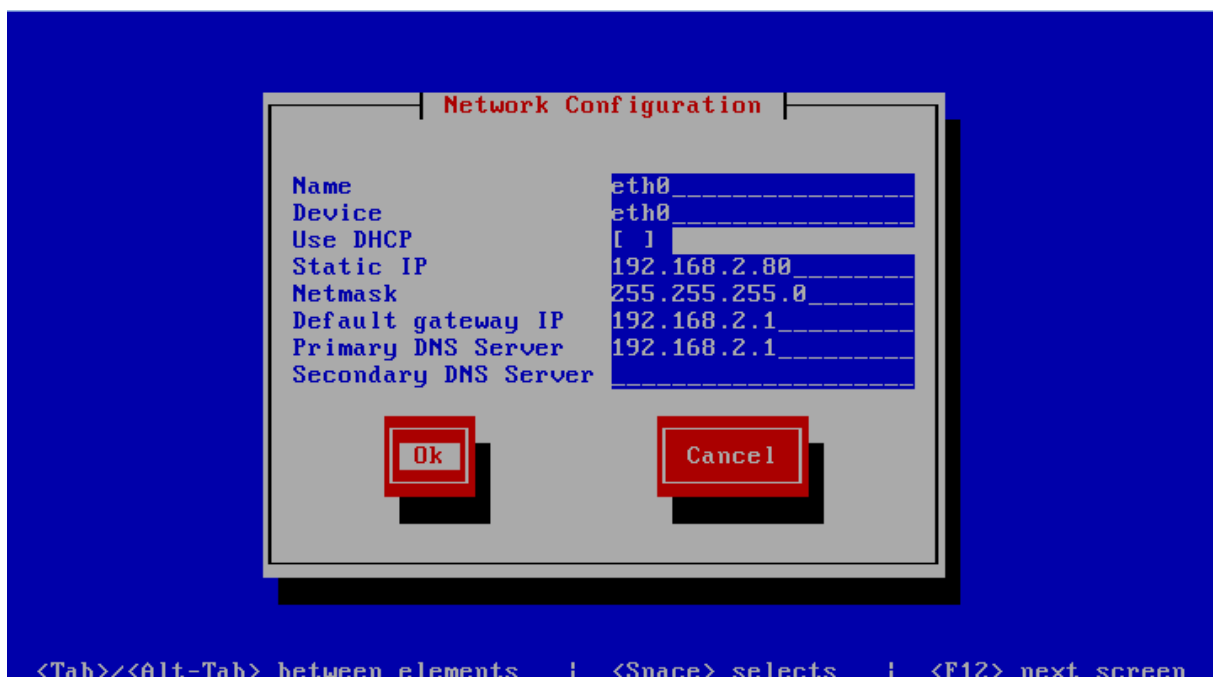 Network Configuration
Name eth0
Device eth0
Use DHCP [ ]
Static IP 192.168.2.80
Netmask 255.255.255.0
Default gateway IP 192.168.2.1
Primary DNS Server 192.168.2.1
Secondary DNS Server
Ok Cancel
<Tab>/<Alt-Tab> between elements | <Space> selects | <F12> next screen